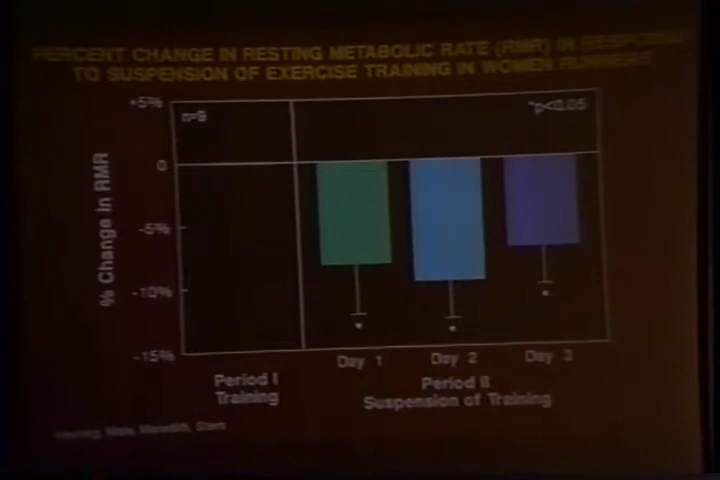 PERCENT CHANGE IN RESTING METABOLIC RATE (RMR) IN RESPONSE
TO SUSPENSION OF EXERCISE TRAINING IN WOMEN RUNNERS
+5%
n=9
*p<0.05
0
-5%
-10%
-15%
% Change in RMR
* * *
Day 1 Day 2 Day 3
Period I
Training
Period II
Suspension of Training
Meredith, Stern